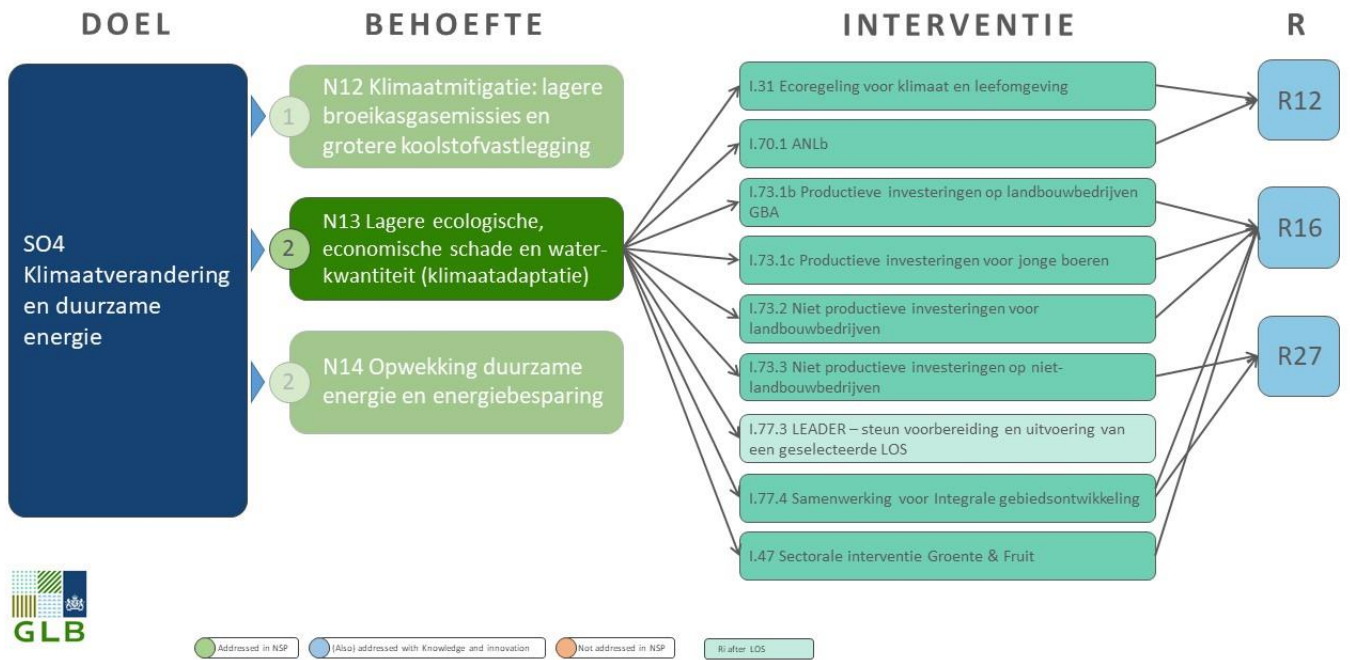 DOEL
BEHOEFTE
INTERVENTIE
R
SO4
Klimaatverandering
en duurzame
energie
1
N12 Klimaatmitigatie: lagere
broeikasgasemissies en
grotere koolstofvastlegging
2
N13 Lagere ecologische,
economische schade en water-
kwantiteit (klimaatadaptatie)
2
N14 Opwekking duurzame
energie en energiebesparing
I.31 Ecoregeling voor klimaat en leefomgeving
I.70.1 ANLb
I.73.1b Productieve investeringen op landbouwbedrijven
GBA
I.73.1c Productieve investeringen voor jonge boeren
I.73.2 Niet productieve investeringen voor
landbouwbedrijven
I.73.3 Niet productieve investeringen op niet-
landbouwbedrijven
I.77.3 LEADER – steun voorbereiding en uitvoering van
een geselecteerde LOS
I.77.4 Samenwerking voor Integrale gebiedsontwikkeling
I.47 Sectorale interventie Groente & Fruit
R12
R16
R27
GLB
Addressed in NSP
(Also) addressed with Knowledge and innovation
Not addressed in NSP
Ri after LOS